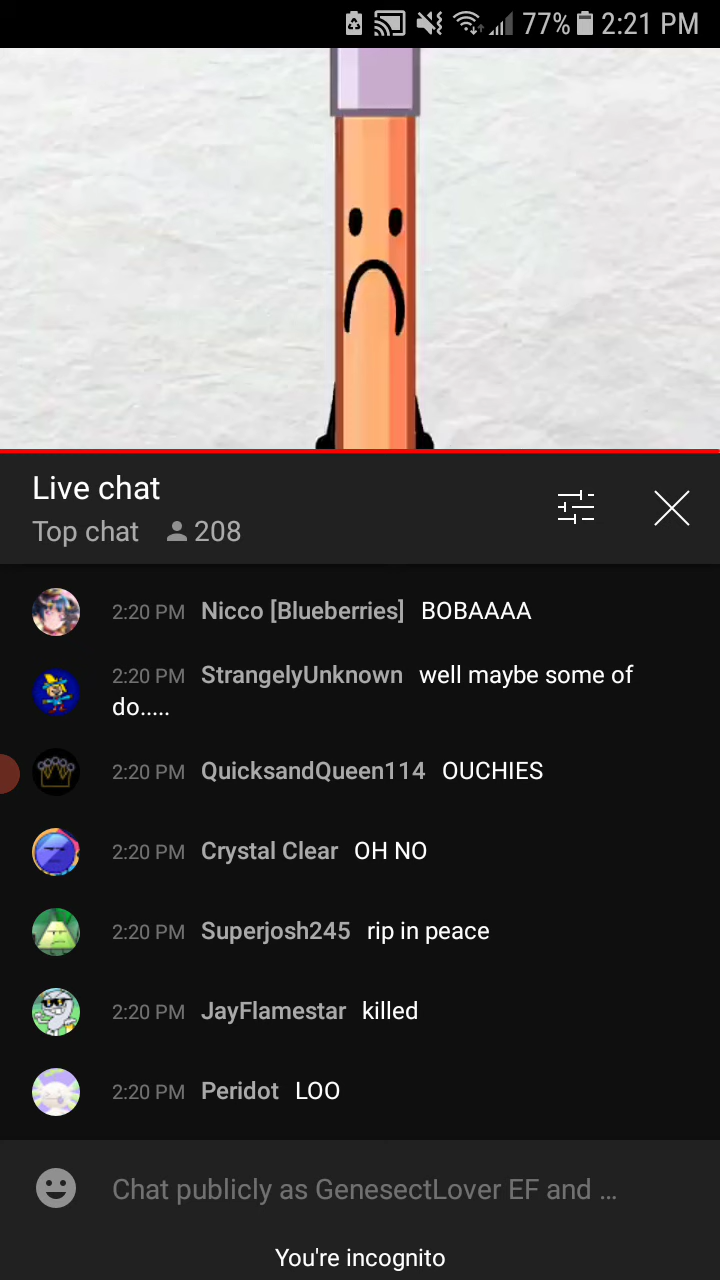 77% 2:21 PM
Live chat
Top chat 208
2:20 PM Nicco [Blueberries] BOBAAAA
2:20 PM StrangelyUnknown well maybe some of
do.....
2:20 PM QuicksandQueen114 OUCHIES
2:20 PM Crystal Clear OH NO
2:20 PM Superjosh245 rip in peace
2:20 PM JayFlamestar killed
2:20 PM Peridot LOO
Chat publicly as GenesectLover EF and ...
You're incognito